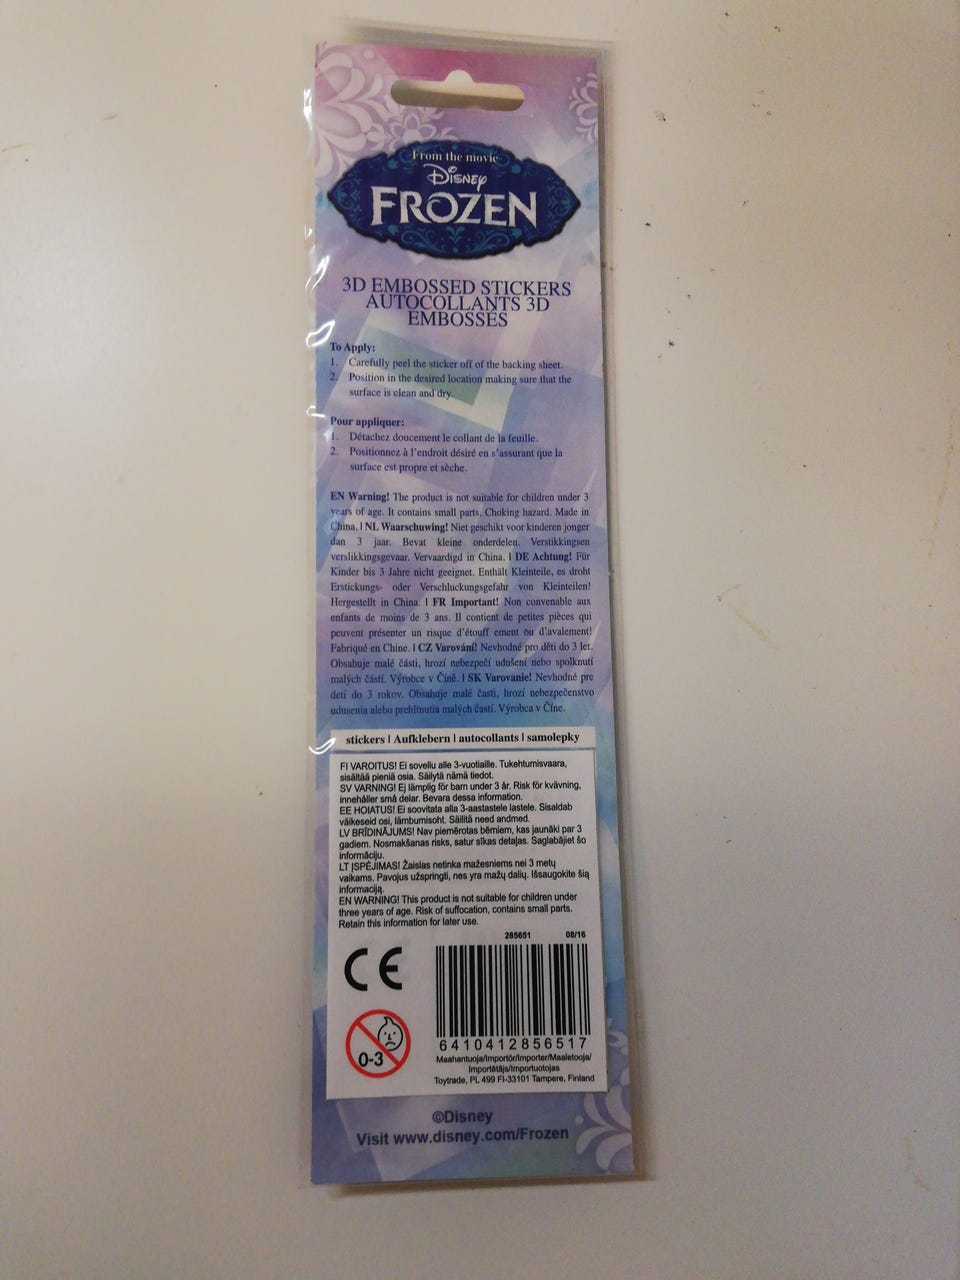 From the movie
Disney
FROZEN
3D EMBOSSED STICKERS
AUTOCOLLANTS 3D
EMBOSSÉS
To Apply:
1. Carefully peel the sticker off of the backing sheet.
2. Position in the desired location making sure that the
surface is clean and dry.
Pour appliquer:
1. Détachez doucement le collant de la feuille.
2. Positionnez à l'endroit désiré en s'assurant que la
surface est propre et sèche.
EN Warning! The product is not suitable for children under 3
years of age. It contains small parts, Choking hazard. Made in
China. | NL Waarschuwing! Niet geschikt voor kinderen jonger
dan 3 jaar. Bevat kleine onderdelen. Verstikkingsen
verslikkingsgevaar. Vervaardigd in China. | DE Achtung! Für
Kinder bis 3 Jahre nicht geeignet. Enthält Kleinteile, es droht
Erstickungs- oder Verschluckungsgefahr von Kleinteilen!
Hergestellt in China. | FR Important! Non convenable aux
enfants de moins de 3 ans. Il contient de petites pièces qui
peuvent présenter un risque d'étouff ement ou d'avalement!
Fabriqué en Chine. | CZ Varování! Nevhodné pro děti do 3 let.
Obsahuje malé části, hrozí nebezpečí udušení nebo spolknutí
malých částí. Výrobce v Číně. | SK Varovanie! Nevhodné pre
deti do 3 rokov. Obsahuje malé časti, hrozí nebezpečenstvo
udusenia alebo prehltnutia malých častí. Výrobca v Číne.
stickers | Aufklebern | autocollants | samolepky
FI VAROITUS! Ei sovellu alle 3-vuotiaille. Tukehtumisvaara,
sisältää pieniä osia. Säilytä nämä tiedot.
SV VARNING! Ej lämplig för barn under 3 år. Risk för kvävning,
innehåller små delar. Bevara dessa information.
EE HOIATUS! Ei soovitata alla 3-aastastele lastele. Sisaldab
väikeseid osi, lämbumisoht. Säilitä need andmed.
LV BRĪDINĀJUMS! Nav piemērotas bērniem, kas jaunāki par 3
gadiem. Nosmakšanas risks, satur sīkas detaļas. Saglabājiet šo
informāciju.
LT ĮSPĖJIMAS! Žaislas netinka mažesniems nei 3 metų
vaikams. Pavojus užspringti, nes yra mažų dalių. Išsaugokite šią
informaciją.
EN WARNING! This product is not suitable for children under
three years of age. Risk of suffocation, contains small parts.
Retain this information for later use.
285651 08/16
CE
0-3
6410412856517
Maahantuoja/Importör/Importer/Maaletooja/
Importētājs/Importuotojas
Toytrade, PL 499 FI-33101 Tampere, Finland
©Disney
Visit www.disney.com/Frozen